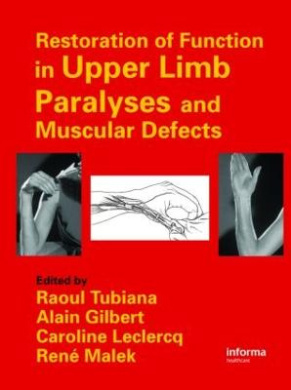 Restoration of Function
in Upper Limb
Paralyses and
Muscular Defects
Edited by
Raoul Tubiana
Alain Gilbert
Caroline Leclercq
René Malek
informa
healthcare